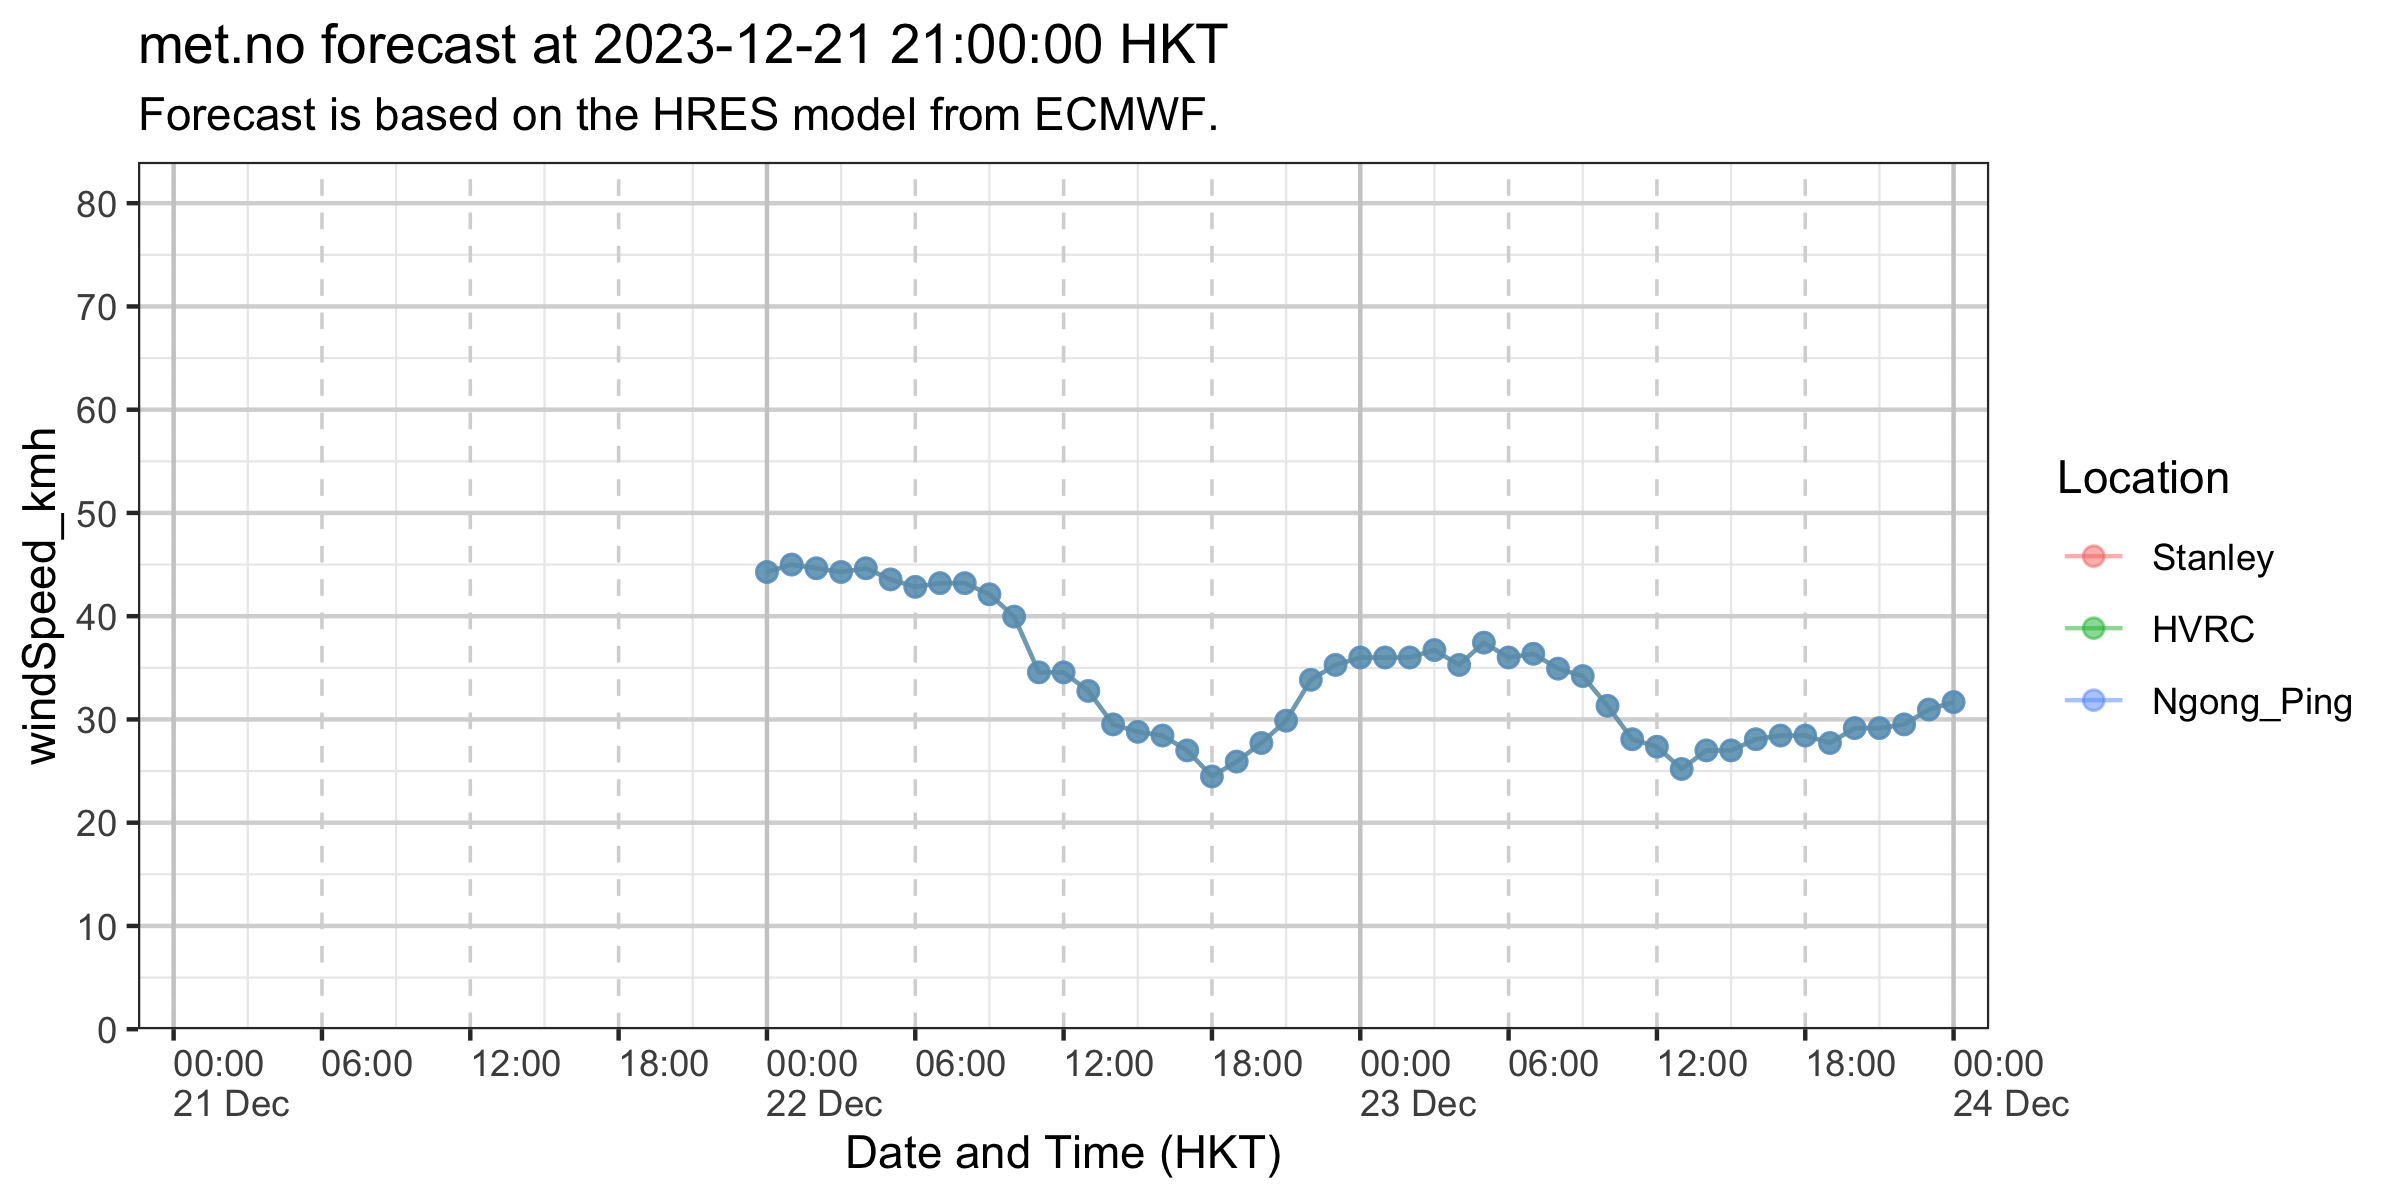 met.no forecast at 2023-12-21 21:00:00 HKT
Forecast is based on the HRES model from ECMWF.
windSpeed_kmh
80
70
60
50
40
30
20
10
0
00:00 06:00 12:00 18:00 00:00 06:00 12:00 18:00 00:00 06:00 12:00 18:00 00:00
21 Dec 22 Dec 23 Dec 24 Dec
Date and Time (HKT)
Location
Stanley
HVRC
Ngong_Ping